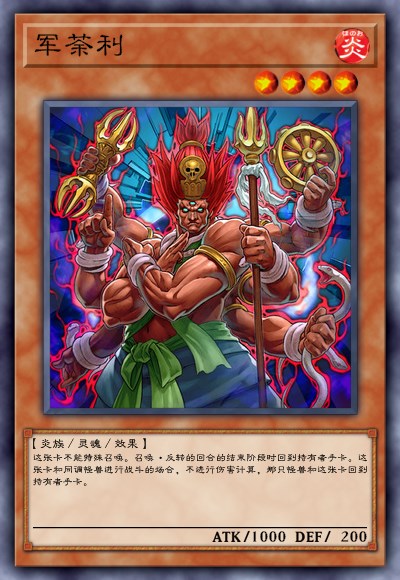 军荼利
ほのお
炎
【炎族/灵魂/效果】
这张卡不能特殊召唤。召唤·反转的回合的结束阶段时回到持有者手卡。这
张卡和同调怪兽进行战斗的场合,不进行伤害计算,那只怪兽和这张卡回到
持有者手卡。
ATK/1000 DEF/ 200